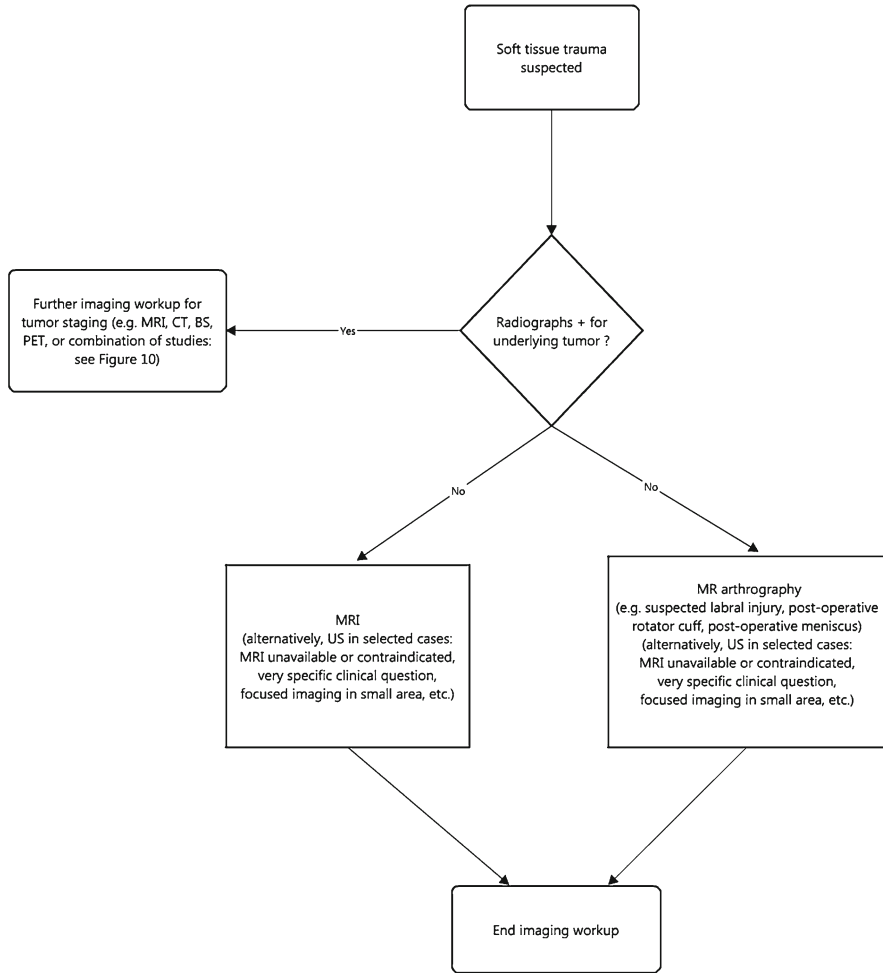 Soft tissue trauma
suspected
Radiographs + for
underlying tumor ?
Yes
Further imaging workup for
tumor staging (e.g. MRI, CT, BS,
PET, or combination of studies:
see Figure 10)
No
No
MRI
(alternatively, US in selected cases:
MRI unavailable or contraindicated,
very specific clinical question,
focused imaging in small area, etc.)
MR arthrography
(e.g. suspected labral injury, post-operative
rotator cuff, post-operative meniscus)
(alternatively, US in selected cases:
MRI unavailable or contraindicated,
very specific clinical question,
focused imaging in small area, etc.)
End imaging workup